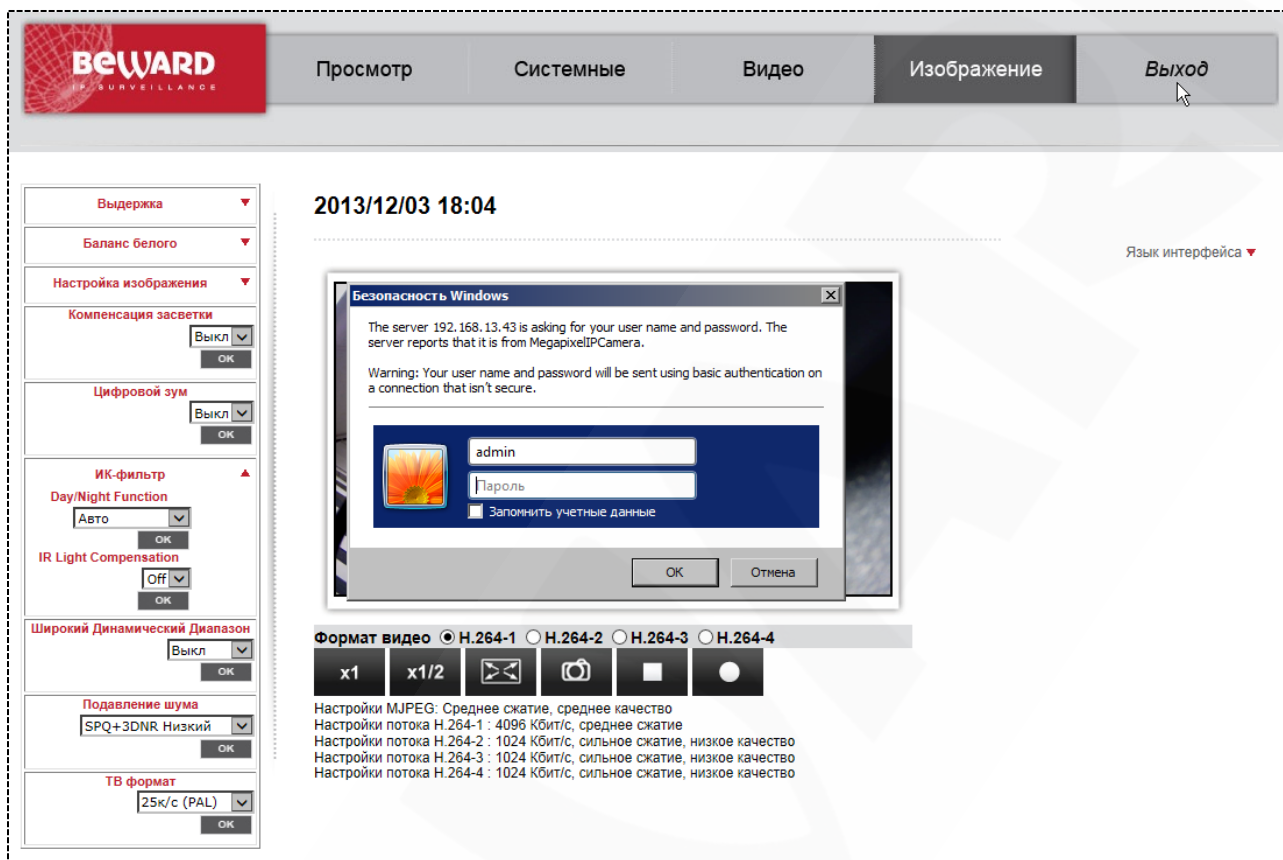 BEWARD
IP SURVEILLANCE
Просмотр
Системные
Видео
Изображение
Выход
Выдержка
Баланс белого
Настройка изображения
Компенсация засветки
Выкл
OK
Цифровой зум
Выкл
OK
ИК-фильтр
Day/Night Function
Авто
OK
IR Light Compensation
Off
OK
Широкий Динамический Диапазон
Выкл
OK
Подавление шума
SPQ+3DNR Низкий
OK
ТВ формат
25к/с (PAL)
OK
2013/12/03 18:04
Язык интерфейса
Безопасность Windows
The server 192.168.13.43 is asking for your user name and password. The
server reports that it is from MegapixelIPCamera.
Warning: Your user name and password will be sent using basic authentication on
a connection that isn't secure.
admin
Пароль
Запомнить учетные данные
OK
Отмена
Формат видео H.264-1 H.264-2 H.264-3 H.264-4
x1
x1/2
Настройки MJPEG: Среднее сжатие, среднее качество
Настройки потока H.264-1 : 4096 Кбит/с, среднее сжатие
Настройки потока H.264-2 : 1024 Кбит/с, сильное сжатие, низкое качество
Настройки потока H.264-3 : 1024 Кбит/с, сильное сжатие, низкое качество
Настройки потока H.264-4 : 1024 Кбит/с, сильное сжатие, низкое качество